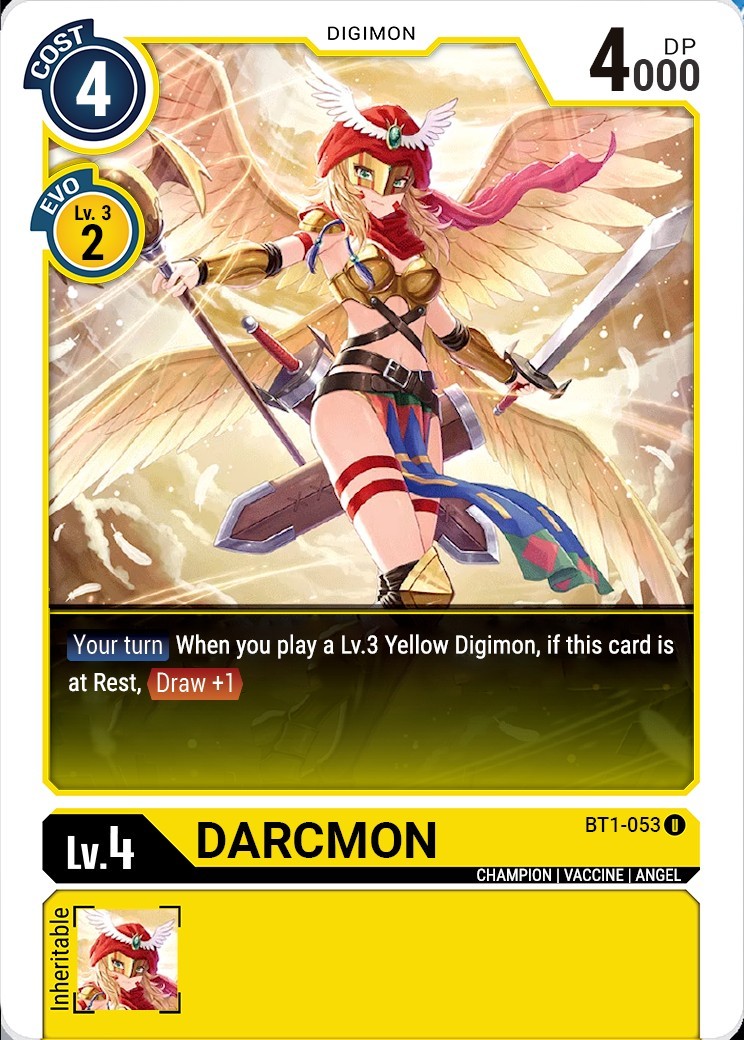 DIGIMON
COST
4
DP
4000
EVO
Lv. 3
2
Your turn When you play a Lv.3 Yellow Digimon, if this card is
at Rest, Draw +1
Lv.4
DARCMON
BT1-053 U
CHAMPION | VACCINE | ANGEL
Inheritable